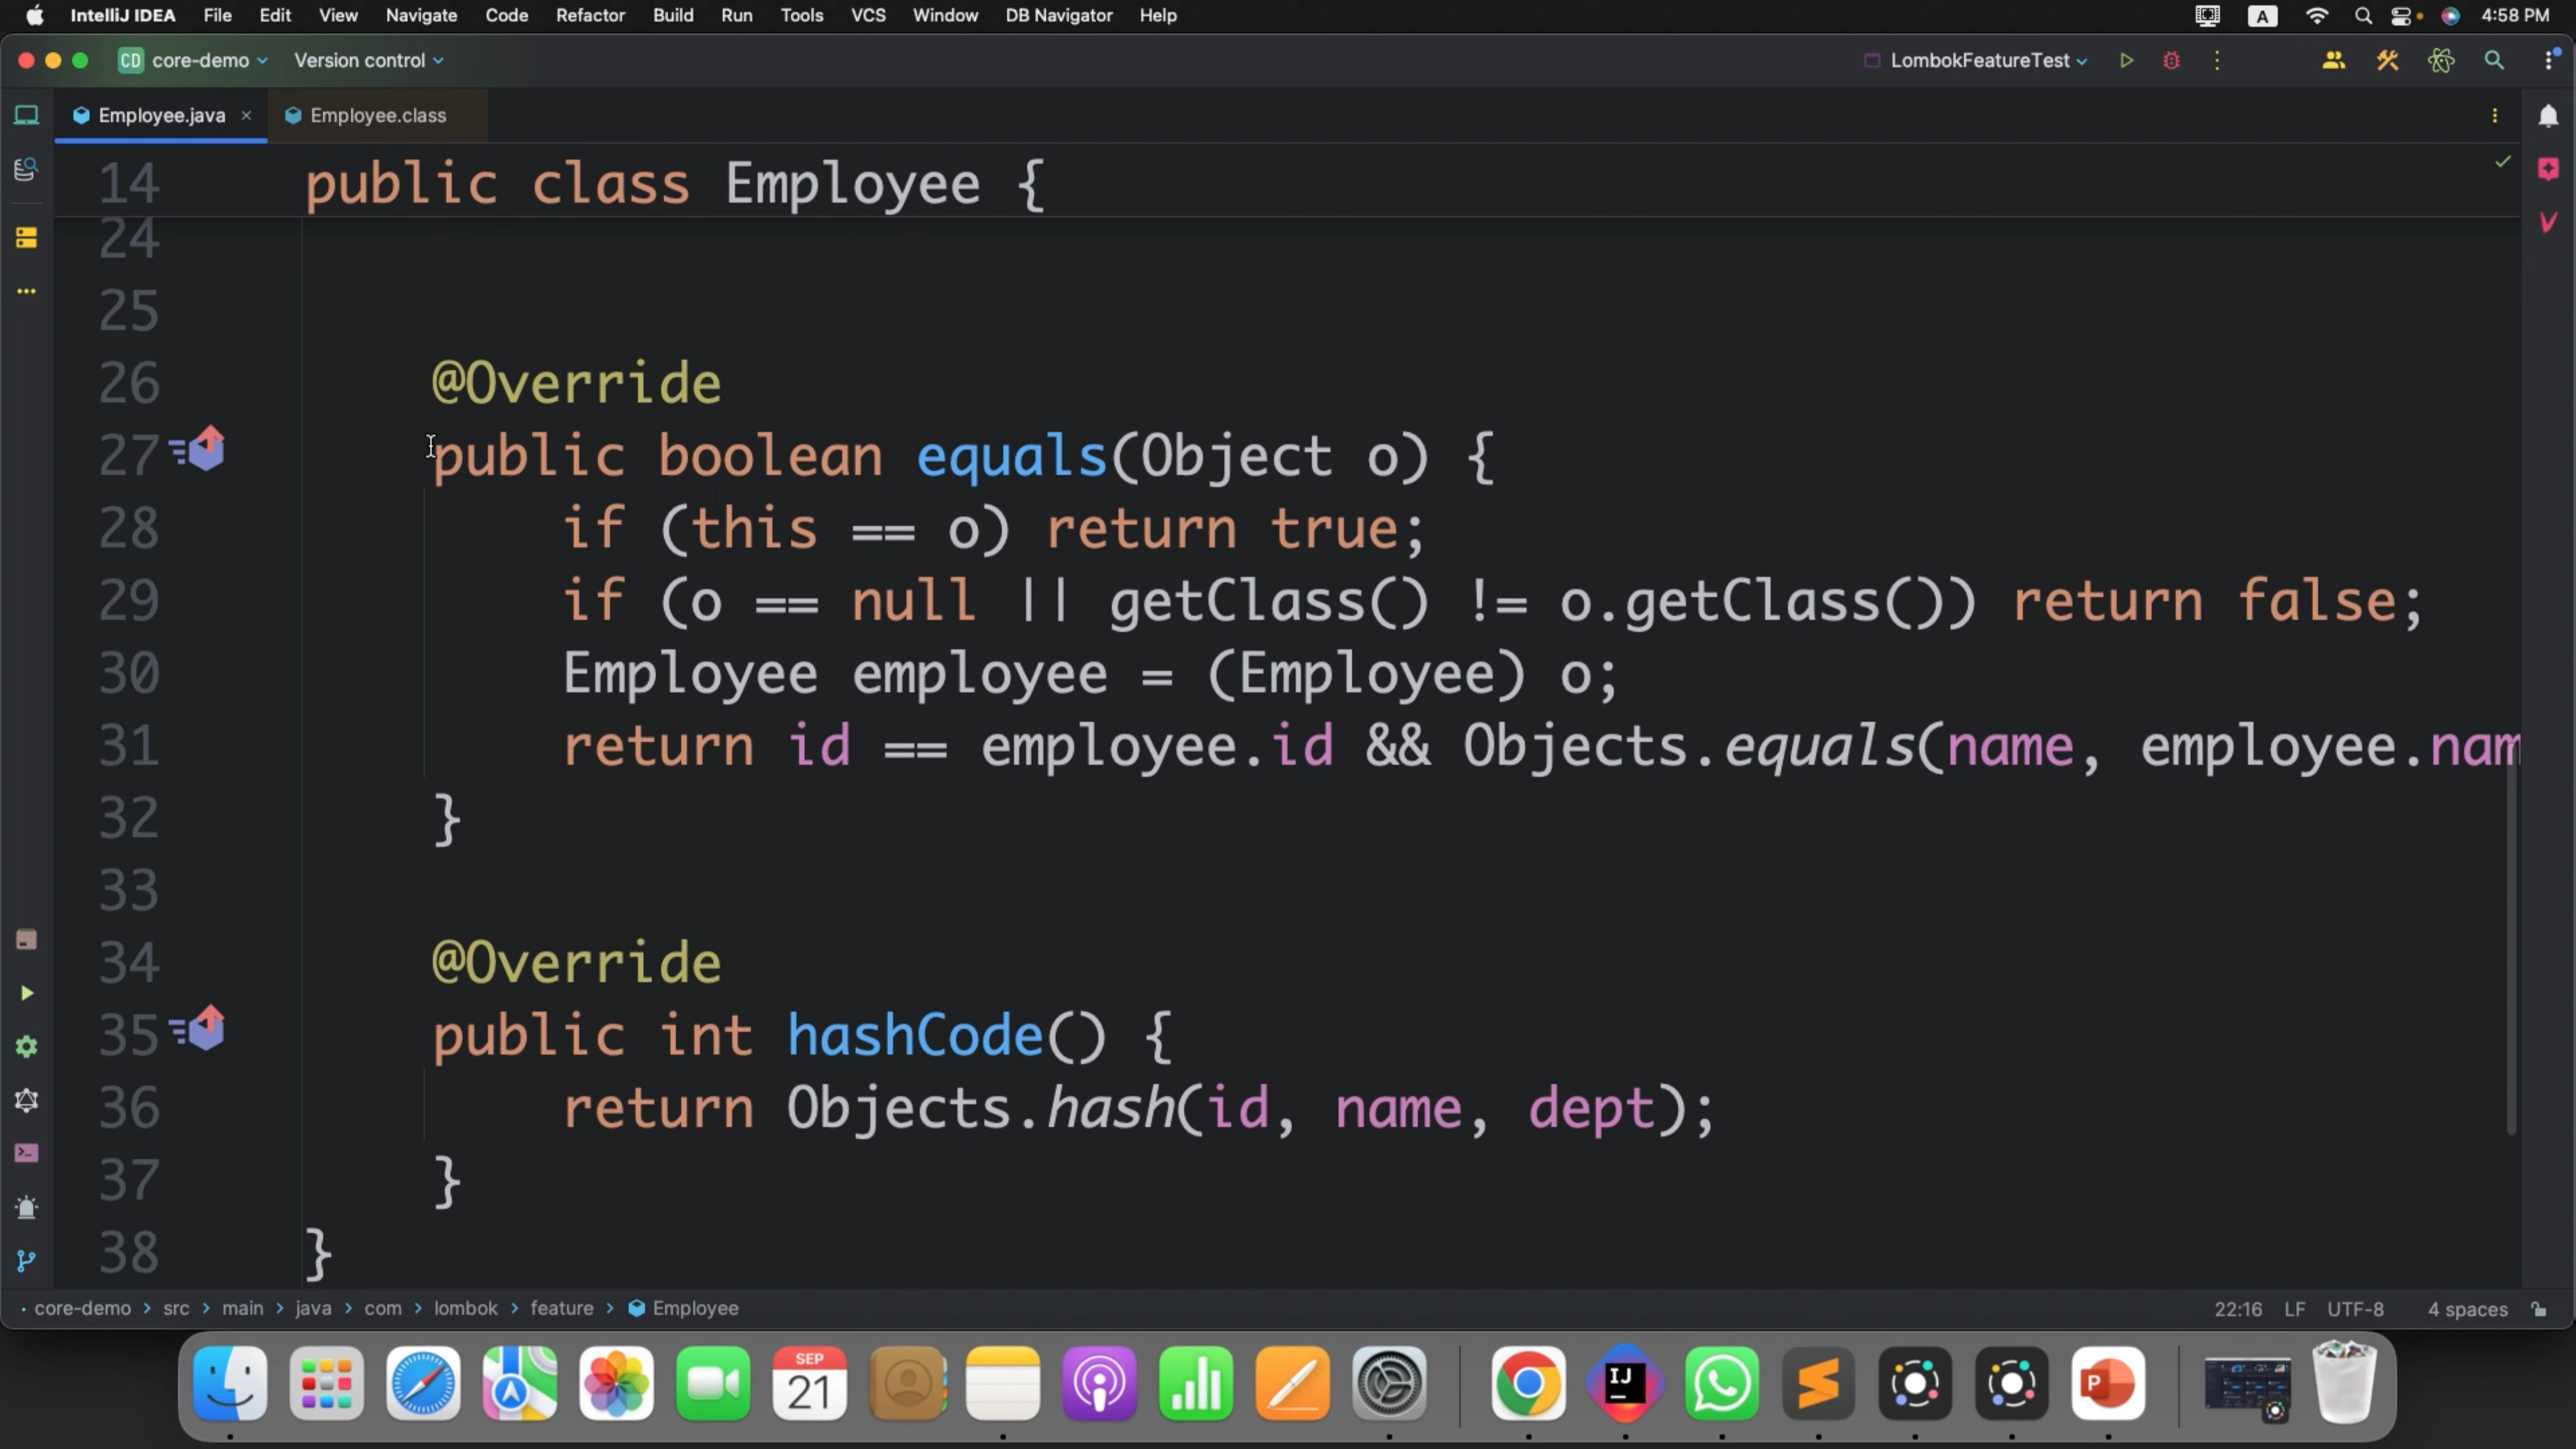 IntelliJ IDEA File Edit View Navigate Code Refactor Build Run Tools VCS Window DB Navigator Help A 4:58 PM
CD core-demo Version control LombokFeatureTest
Employee.java × Employee.class
14 public class Employee {
24
25
26 @Override
27 public boolean equals(Object o) {
28 if (this == o) return true;
29 if (o == null || getClass() != o.getClass()) return false;
30 Employee employee = (Employee) o;
31 return id == employee.id && Objects.equals(name, employee.nam
32 }
33
34 @Override
35 public int hashCode() {
36 return Objects.hash(id, name, dept);
37 }
38 }
core-demo > src > main > java > com > lombok > feature > Employee 22:16 LF UTF-8 4 spaces
SEP
21
IJ
P